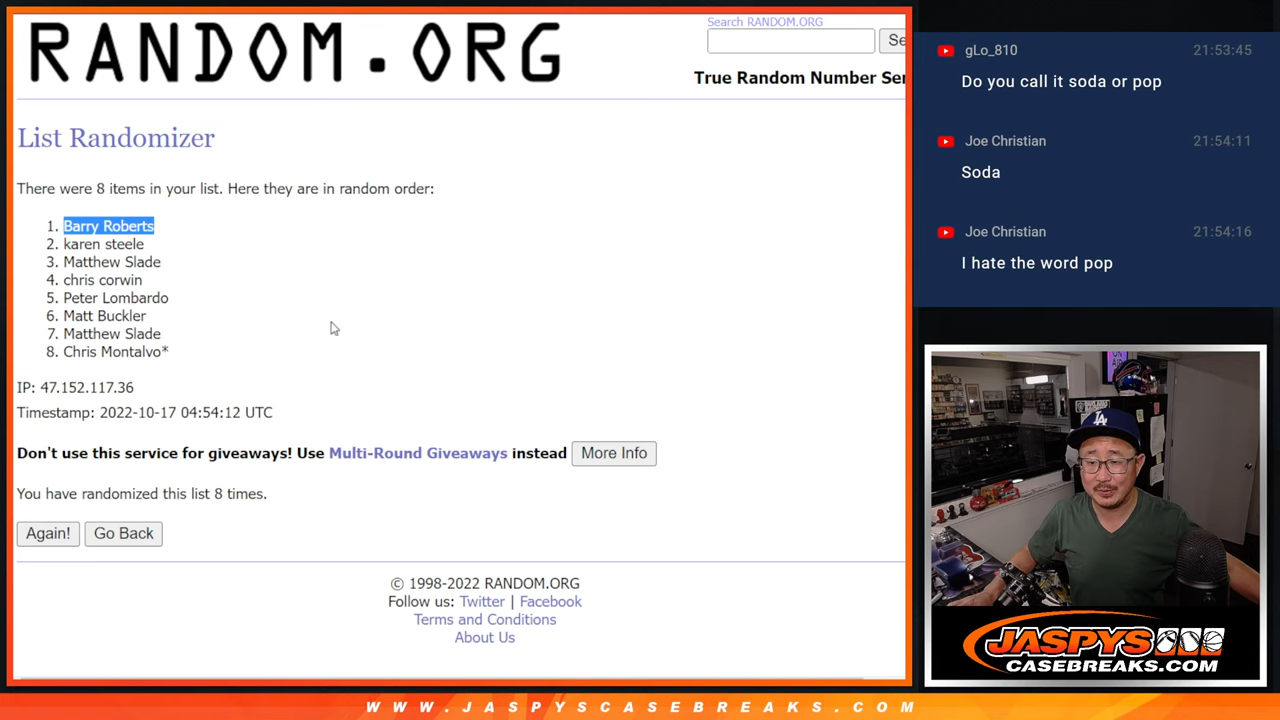 RANDOM.ORG
Search RANDOM.ORG
Se
True Random Number Ser
List Randomizer
There were 8 items in your list. Here they are in random order:
1. Barry Roberts
2. karen steele
3. Matthew Slade
4. chris corwin
5. Peter Lombardo
6. Matt Buckler
7. Matthew Slade
8. Chris Montalvo*
IP: 47.152.117.36
Timestamp: 2022-10-17 04:54:12 UTC
Don't use this service for giveaways! Use Multi-Round Giveaways instead More Info
You have randomized this list 8 times.
Again! Go Back
© 1998-2022 RANDOM.ORG
Follow us: Twitter | Facebook
Terms and Conditions
About Us
gLo_810 21:53:45
Do you call it soda or pop
Joe Christian 21:54:11
Soda
Joe Christian 21:54:16
I hate the word pop
ON
AIR
LA
JASPYS
CASEBREAKS.COM
WWW.JASPYSCASEBREAKS.COM